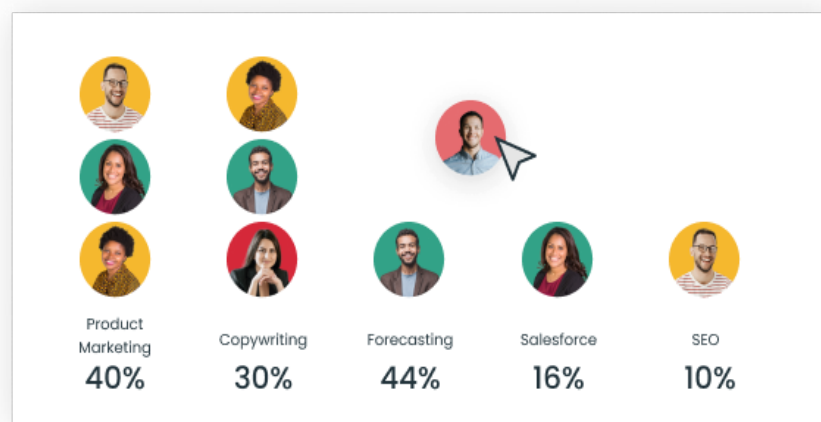 Product
Marketing
40%
Copywriting
30%
Forecasting
44%
Salesforce
16%
SEO
10%